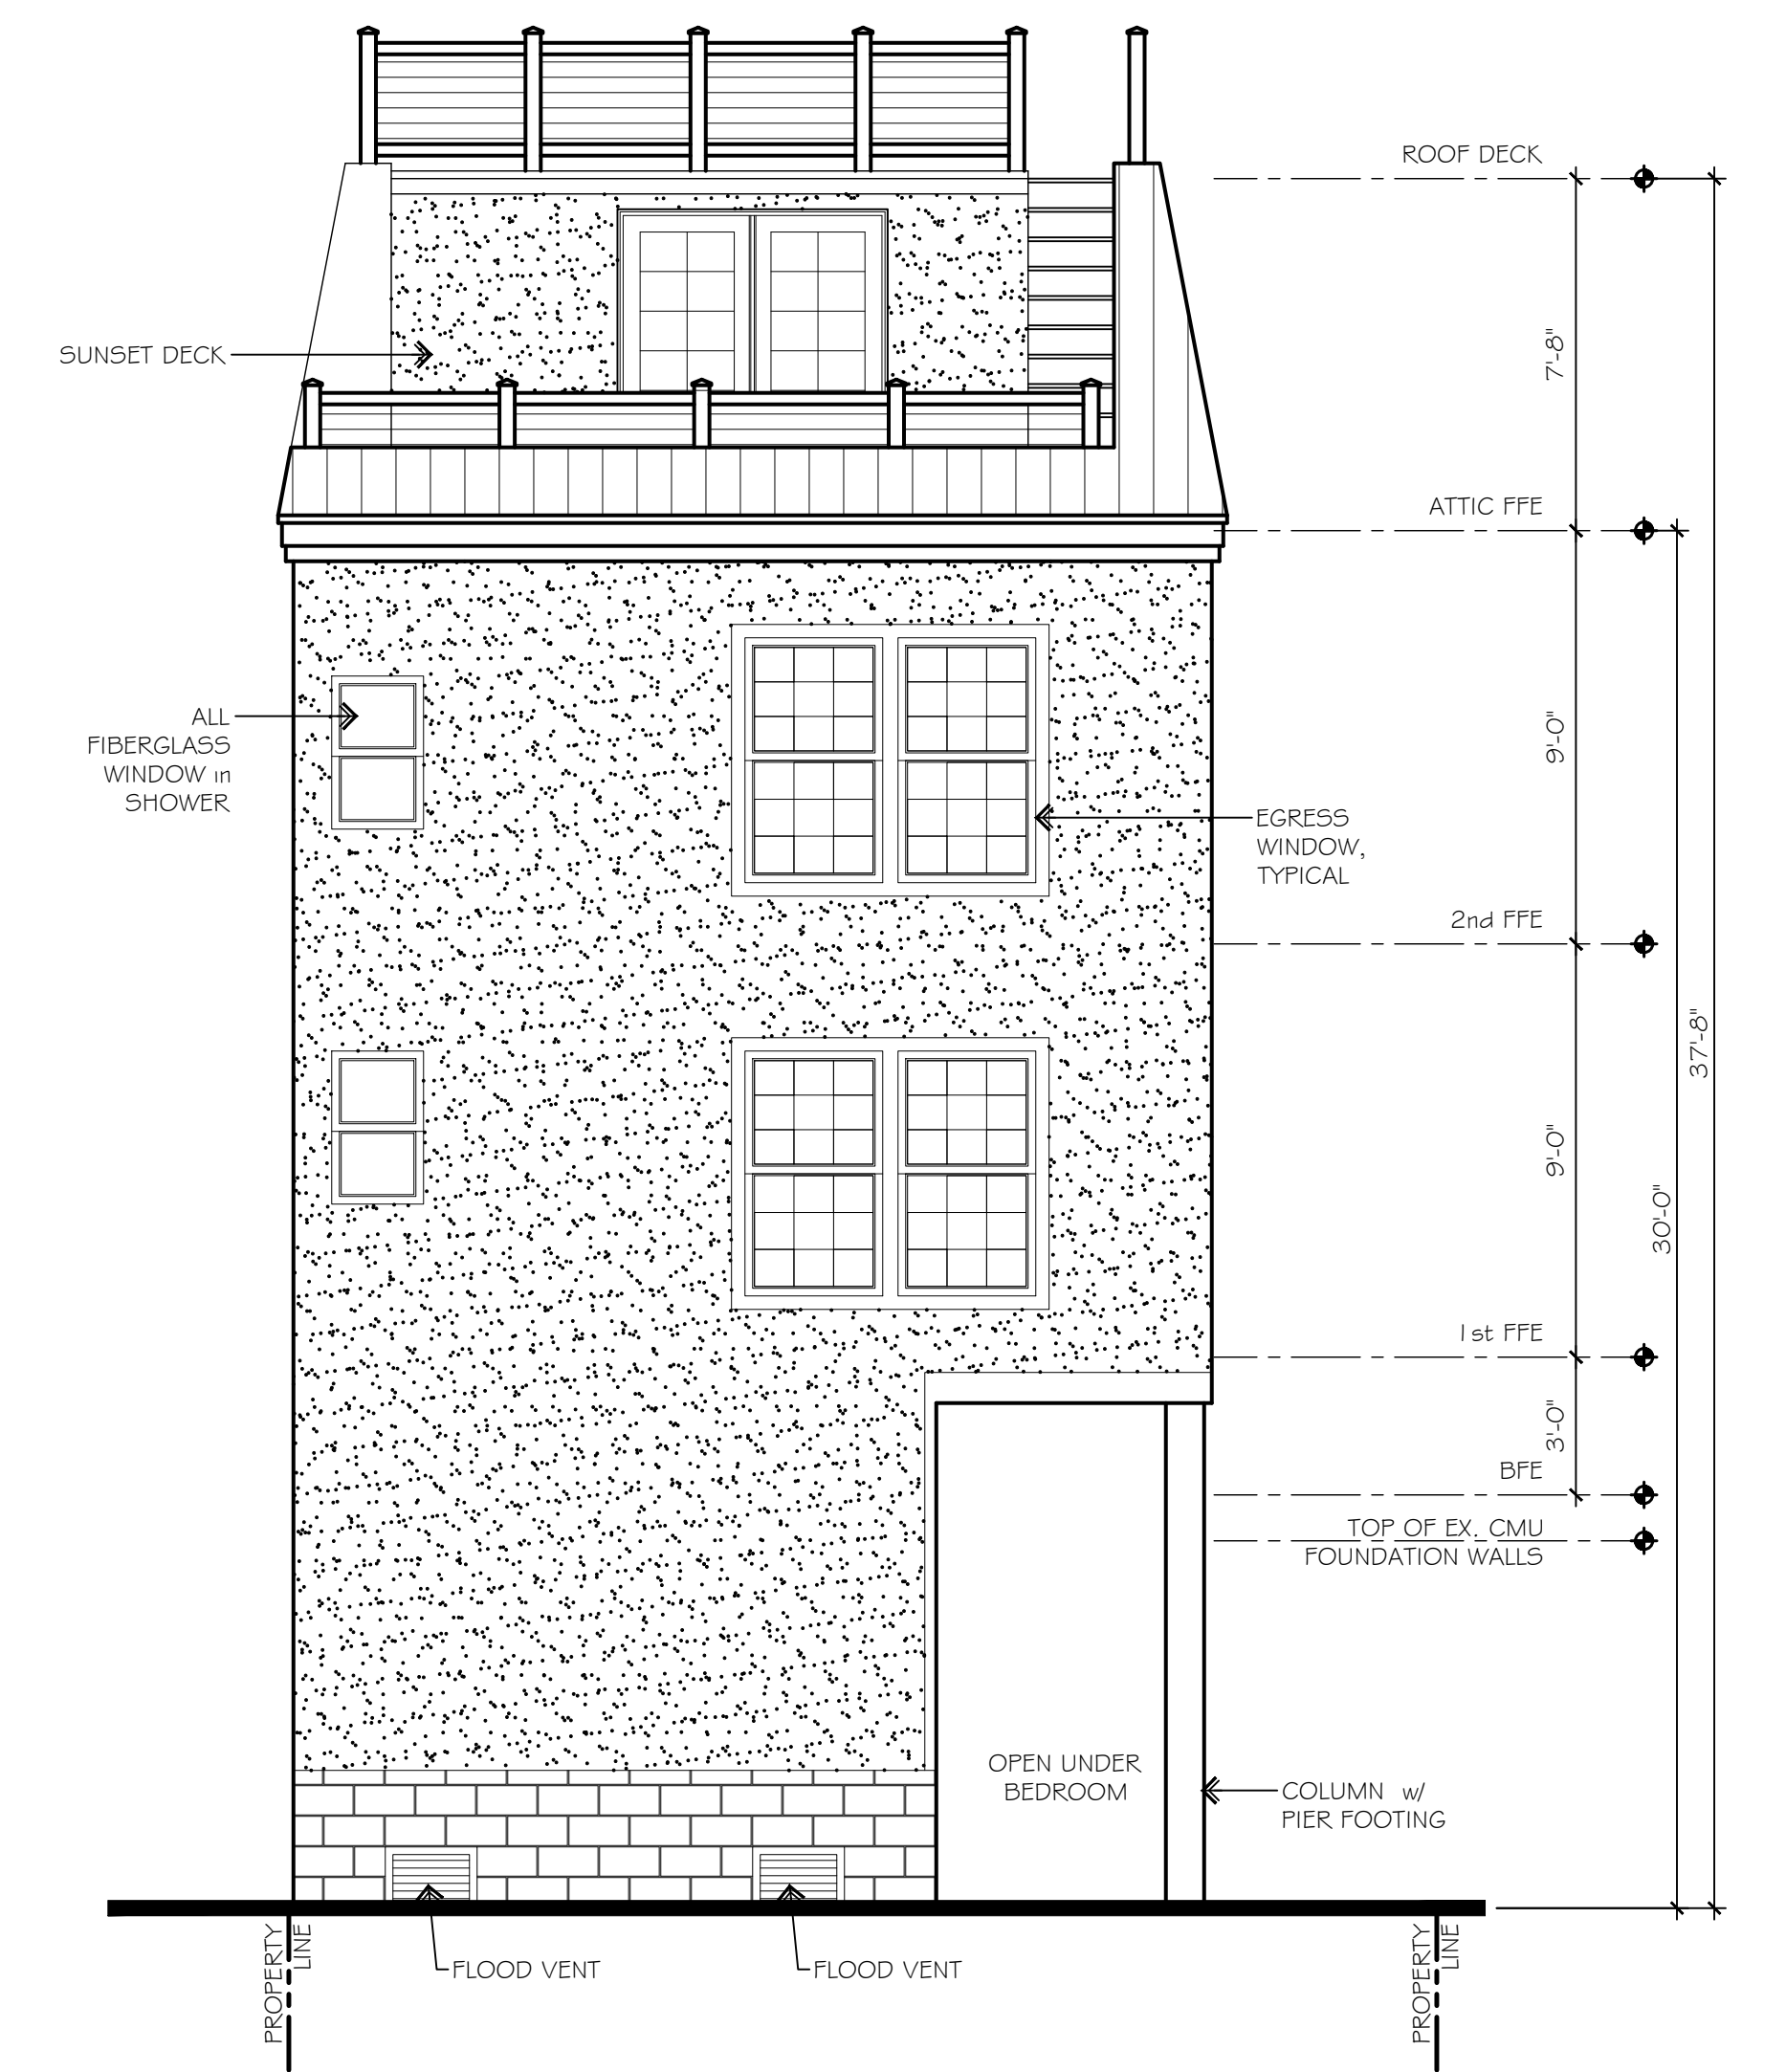 ROOF DECK
SUNSET DECK
7'-8"
ATTIC FFE
ALL
FIBERGLASS
WINDOW in
SHOWER
9'-0"
EGRESS
WINDOW,
TYPICAL
2nd FFE
37'-8"
9'-0"
30'-0"
1st FFE
3'-0"
BFE
TOP OF EX. CMU
FOUNDATION WALLS
OPEN UNDER
BEDROOM
COLUMN w/
PIER FOOTING
PROPERTY
LINE
FLOOD VENT
FLOOD VENT
PROPERTY
LINE